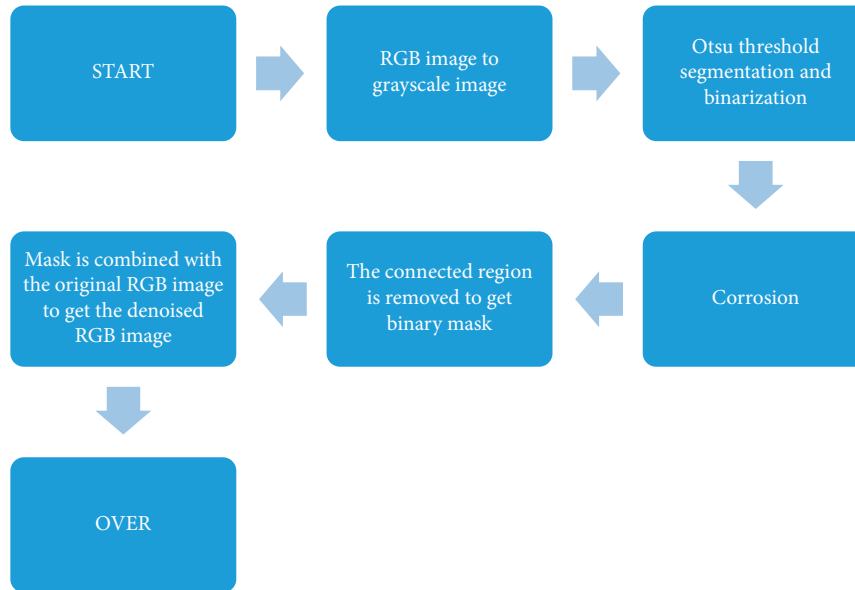 START
RGB image to
grayscale image
Otsu threshold
segmentation and
binarization
Corrosion
The connected region
is removed to get
binary mask
Mask is combined with
the original RGB image
to get the denoised
RGB image
OVER